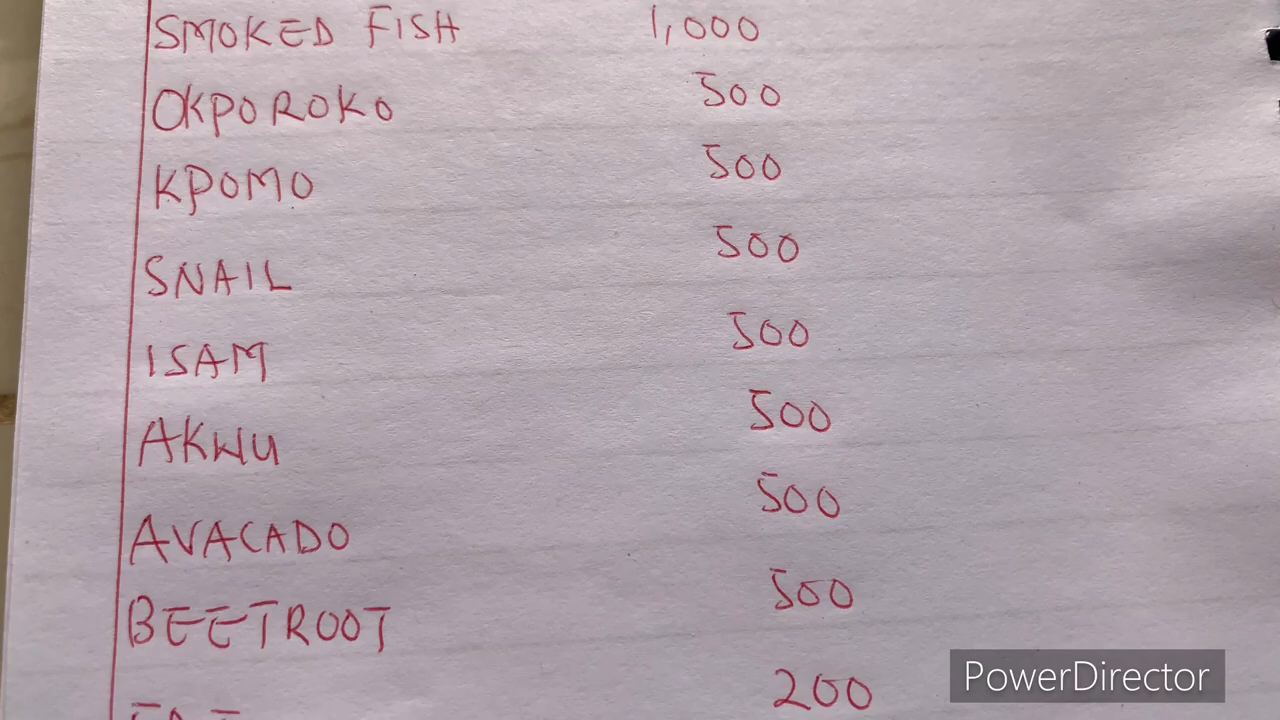 SMOKED FISH 1,000
OKPOROKO 500
KPOMO 500
SNAIL 500
ISAM 500
AKWU 500
AVACADO 500
BEETROOT 500
200
PowerDirector